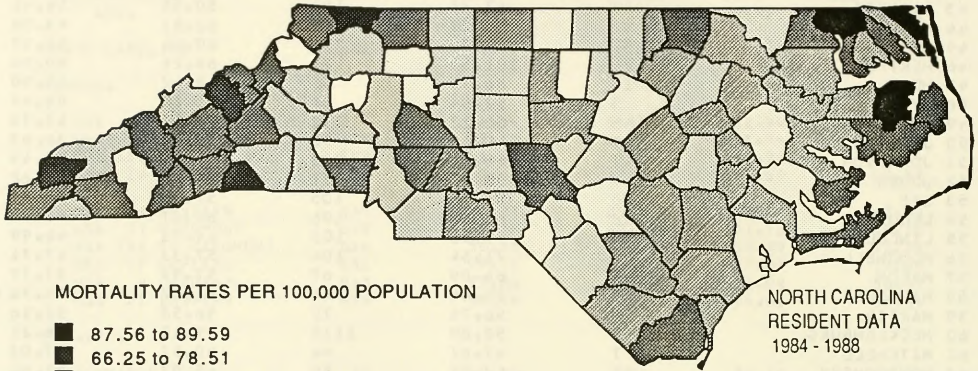 MORTALITY RATES PER 100,000 POPULATION
87.56 to 89.59
66.25 to 78.51
NORTH CAROLINA
RESIDENT DATA
1984 - 1988